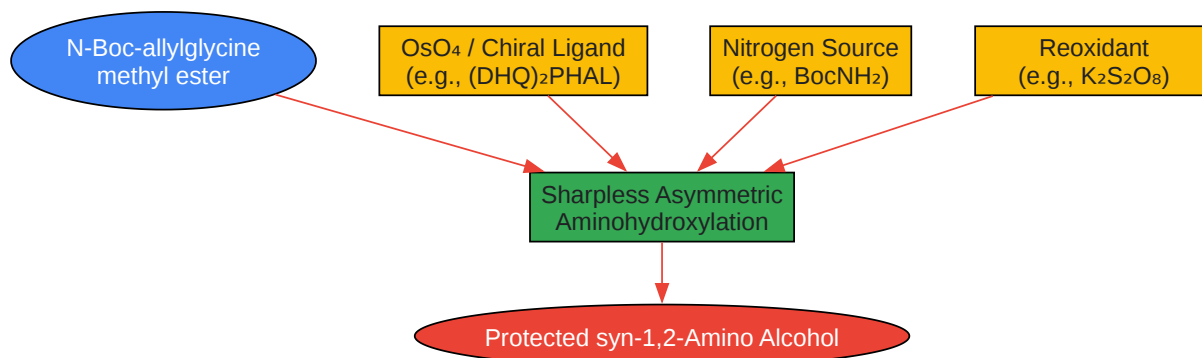 N-Boc-allylglycine
methyl ester
OsO₄ / Chiral Ligand
(e.g., (DHQ)₂PHAL)
Nitrogen Source
(e.g., BocNH₂)
Reoxidant
(e.g., K₂S₂O₈)
Sharpless Asymmetric
Aminohydroxylation
Protected syn-1,2-Amino Alcohol